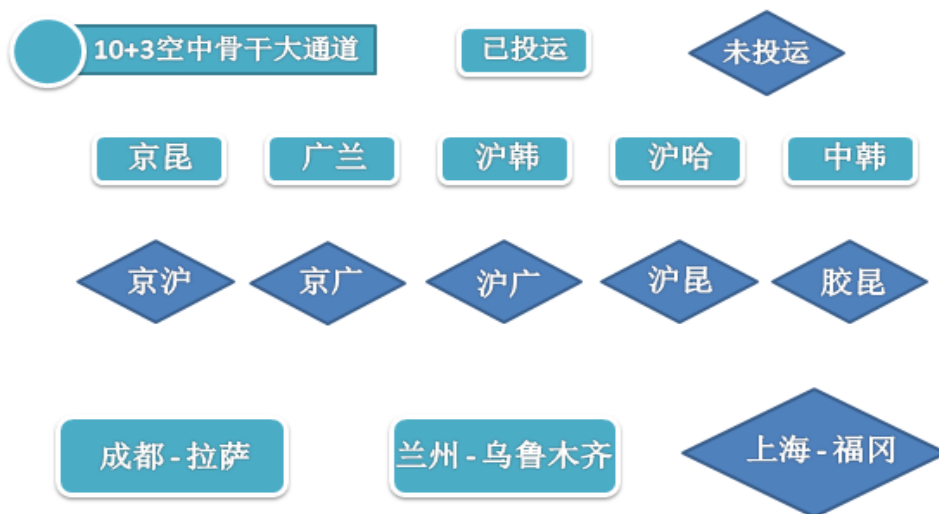 10+3空中骨干大通道 已投运 未投运
京昆 广兰 沪韩 沪哈 中韩
京沪 京广 沪广 沪昆 胶昆
成都-拉萨 兰州-乌鲁木齐 上海-福冈